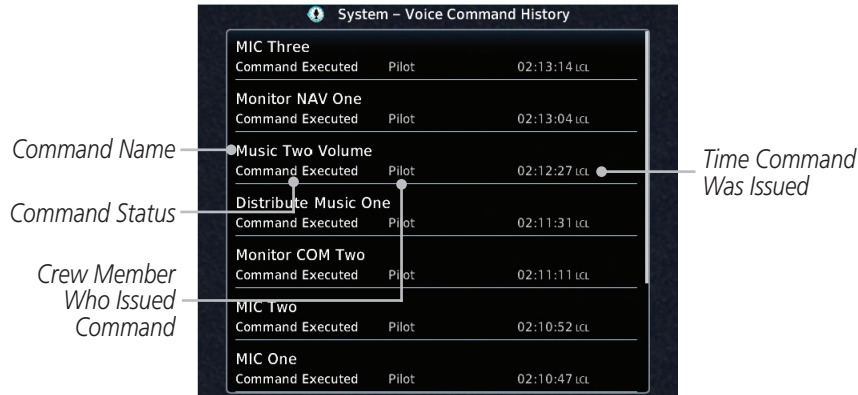 System – Voice Command History
MIC Three
Command Executed Pilot 02:13:14 LCL
Monitor NAV One
Command Executed Pilot 02:13:04 LCL
Music Two Volume
Command Executed Pilot 02:12:27 LCL
Distribute Music One
Command Executed Pilot 02:11:31 LCL
Monitor COM Two
Command Executed Pilot 02:11:11 LCL
MIC Two
Command Executed Pilot 02:10:52 LCL
MIC One
Command Executed Pilot 02:10:47 LCL
Command Name
Command Status
Crew Member
Who Issued
Command
Time Command
Was Issued